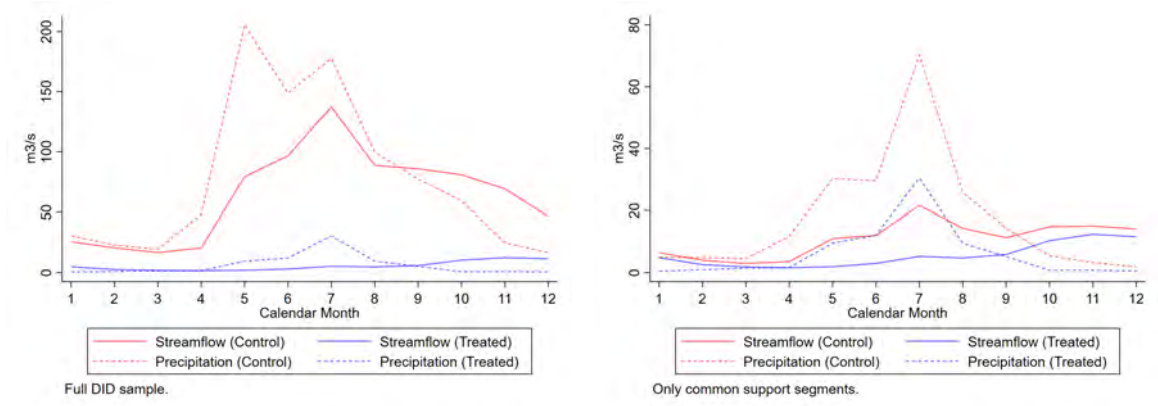 m3/s
200
150
100
50
0
1 2 3 4 5 6 7 8 9 10 11 12
Calendar Month
Streamflow (Control) Streamflow (Treated)
Precipitation (Control) Precipitation (Treated)
Full DID sample.
m3/s
80
60
40
20
0
1 2 3 4 5 6 7 8 9 10 11 12
Calendar Month
Streamflow (Control) Streamflow (Treated)
Precipitation (Control) Precipitation (Treated)
Only common support segments.